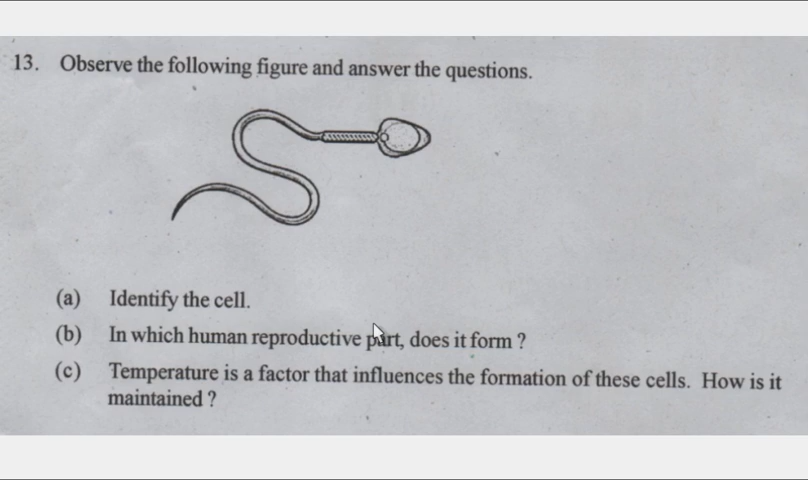 13. Observe the following figure and answer the questions.
(a) Identify the cell.
(b) In which human reproductive part, does it form ?
(c) Temperature is a factor that influences the formation of these cells. How is it
maintained ?